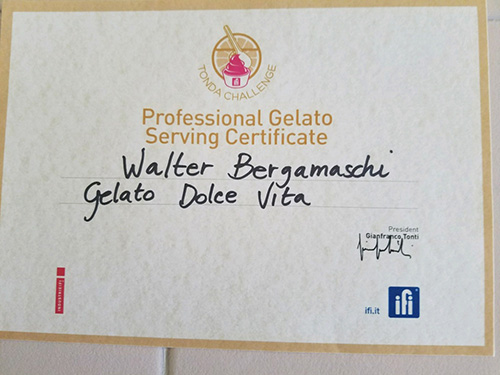 TONDA CHALLENGE
Professional Gelato
Serving Certificate
Walter Bergamaschi
Gelato Dolce Vita
President
Gianfranco Tonti
ifi.it
ifi